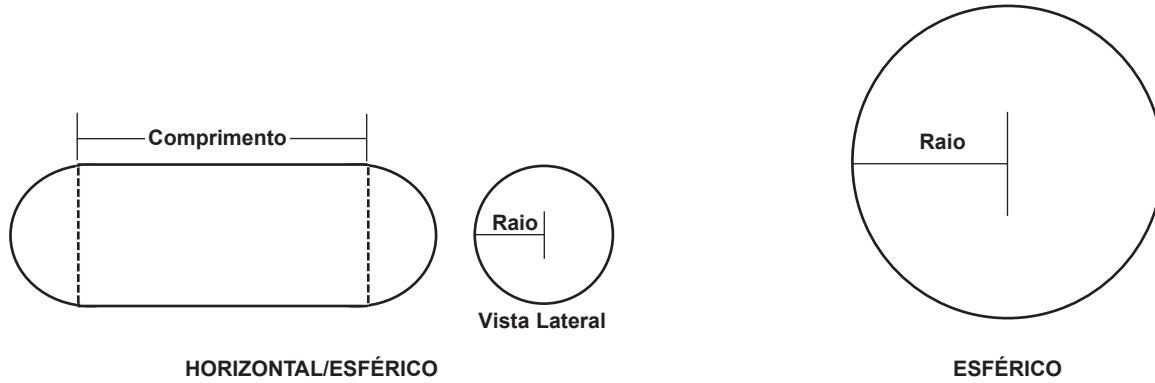 Comprimento
Raio
Vista Lateral
HORIZONTAL/ESFÉRICO
Raio
ESFÉRICO